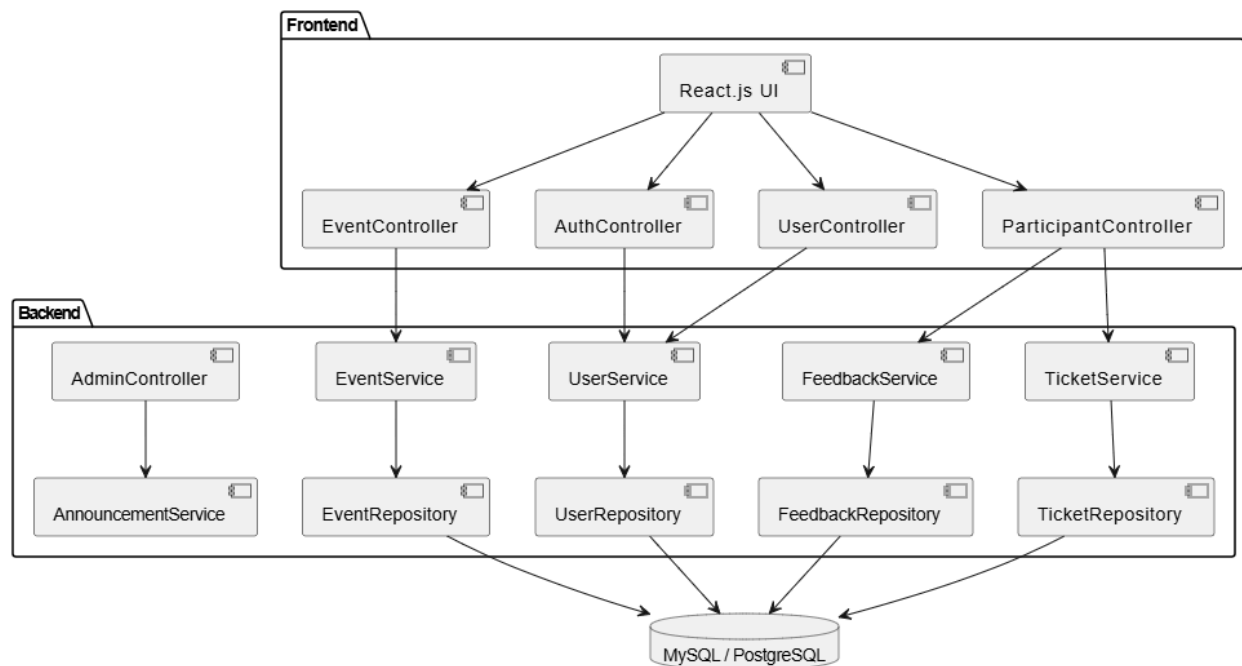 Frontend
React.js UI
EventController
AuthController
UserController
ParticipantController
Backend
AdminController
EventService
UserService
FeedbackService
TicketService
AnnouncementService
EventRepository
UserRepository
FeedbackRepository
TicketRepository
MySQL / PostgreSQL